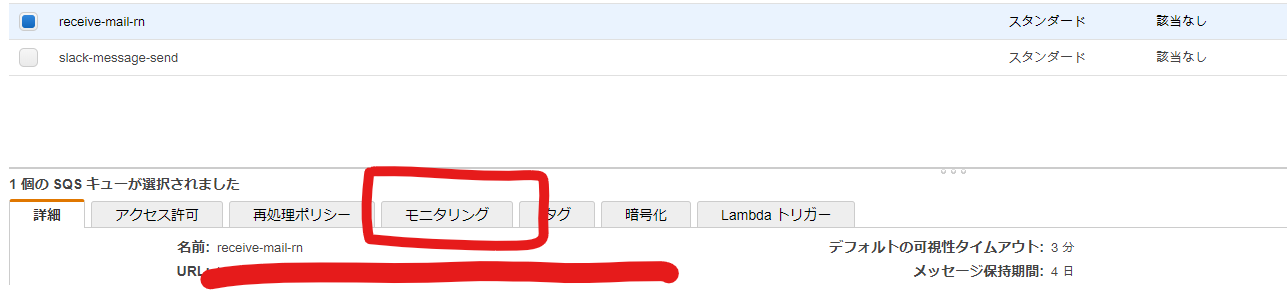 receive-mail-rn スタンダード 該当なし
slack-message-send スタンダード 該当なし
1 個の SQS キューが選択されました
詳細 アクセス許可 再処理ポリシー モニタリング タグ 暗号化 Lambda トリガー
名前: receive-mail-rn デフォルトの可視性タイムアウト: 3 分
URL: メッセージ保持期間: 4 日